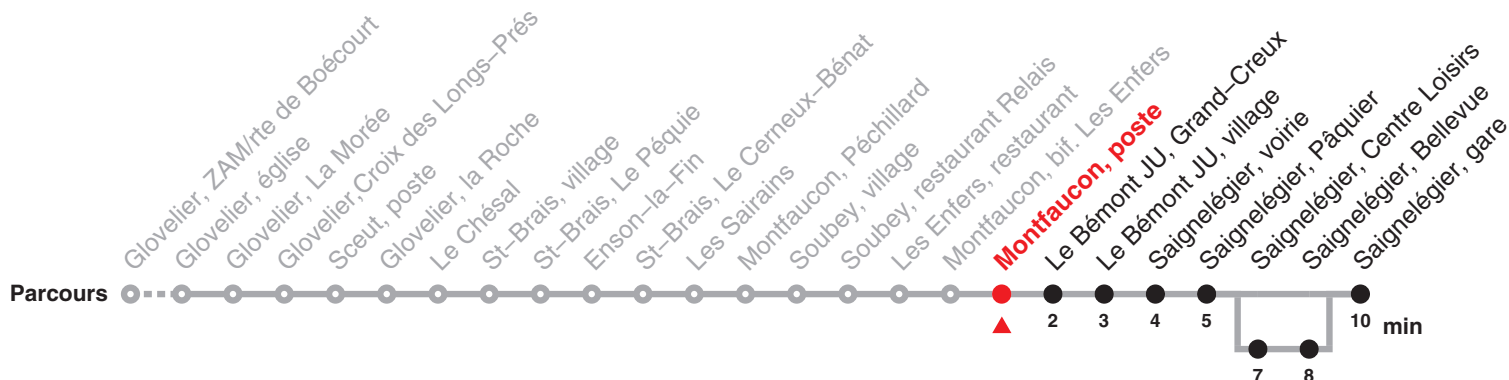 Glovelier, ZAM/rte de Boécourt
Glovelier, église
Glovelier, La Morée
Glovelier, Croix des Longs–Prés
Sceut, poste
Glovelier, la Roche
Le Chésal
St–Brais, village
St–Brais, Le Péquie
Enson–la–Fin
St–Brais, Le Cerneux–Bénat
Les Sairains
Montfaucon, Péchillard
Soubey, village
Soubey, restaurant Relais
Les Enfers, restaurant
Montfaucon, bif. Les Enfers
Montfaucon, poste
Le Bémont JU, Grand–Creux
Le Bémont JU, village
Saignelégier, voirie
Saignelégier, Pâquier
Saignelégier, Centre Loisirs
Saignelégier, Bellevue
Saignelégier, gare
Parcours
2 3 4 5 10 min
7 8